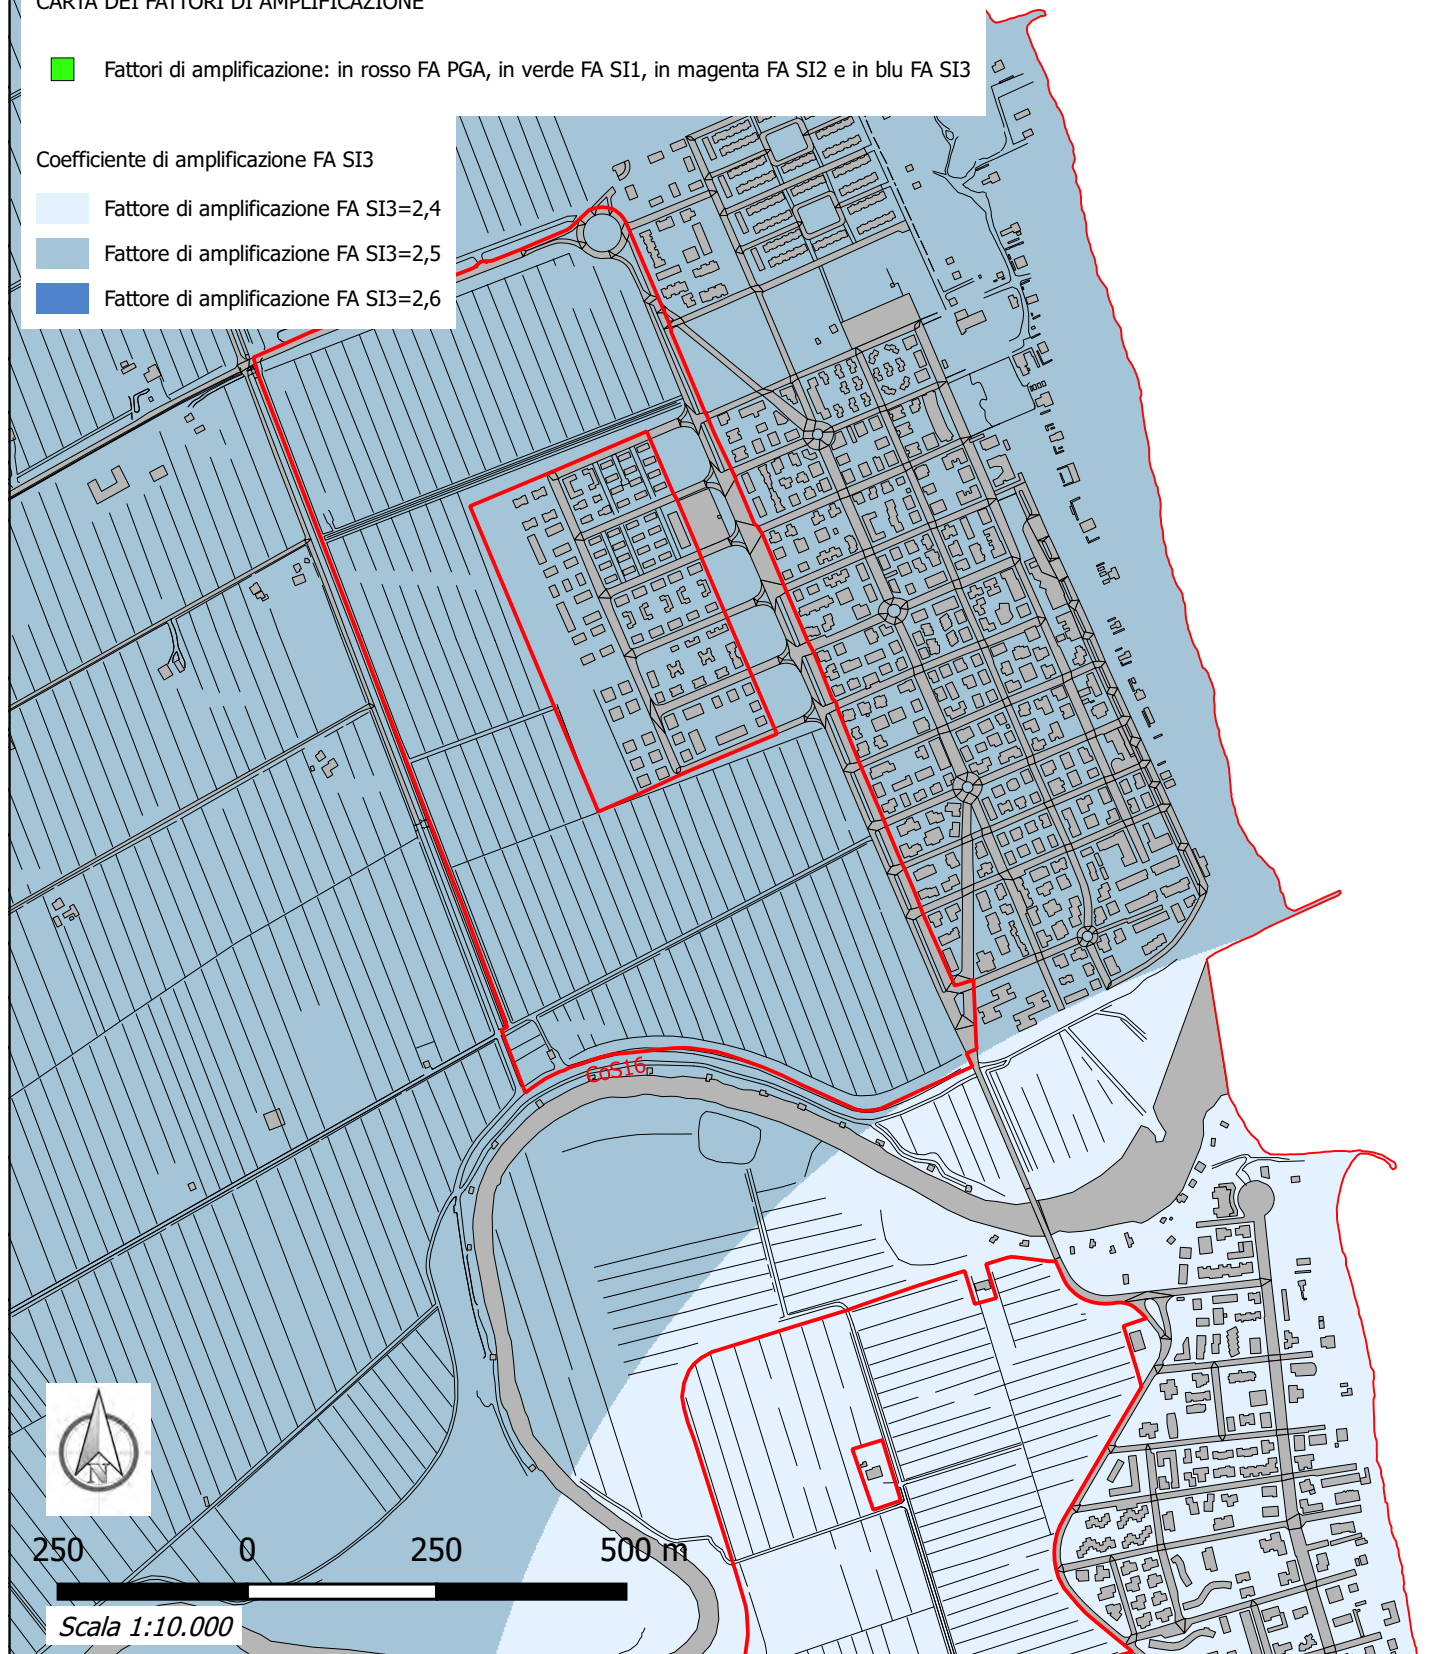 CARTA DEI FATTORI DI AMPLIFICAZIONE
Fattori di amplificazione: in rosso FA PGA, in verde FA SI1, in magenta FA SI2 e in blu FA SI3
Coefficiente di amplificazione FA SI3
Fattore di amplificazione FA SI3=2,4
Fattore di amplificazione FA SI3=2,5
Fattore di amplificazione FA SI3=2,6
CoS16
N
250 0 250 500 m
Scala 1:10.000